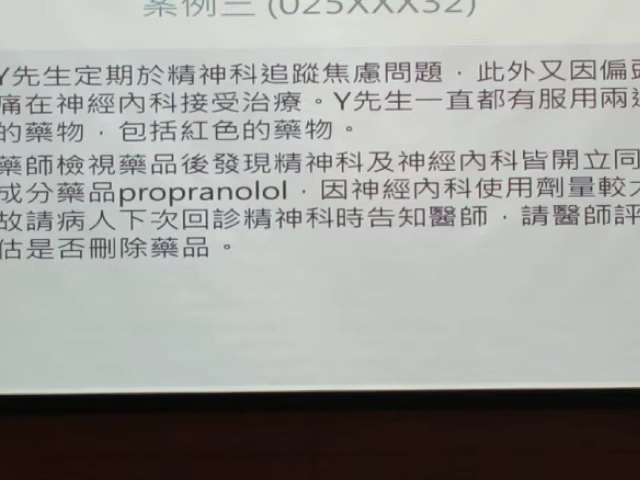 案例三 (025XXX32)
Y先生定期於精神科追蹤焦慮問題，此外又因偏頭
痛在神經內科接受治療。Y先生一直都有服用兩
的藥物，包括紅色的藥物。
藥師檢視藥品後發現精神科及神經內科皆開立同
成分藥品propranolol，因神經內科使用劑量較
故請病人下次回診精神科時告知醫師，請醫師評
估是否刪除藥品。